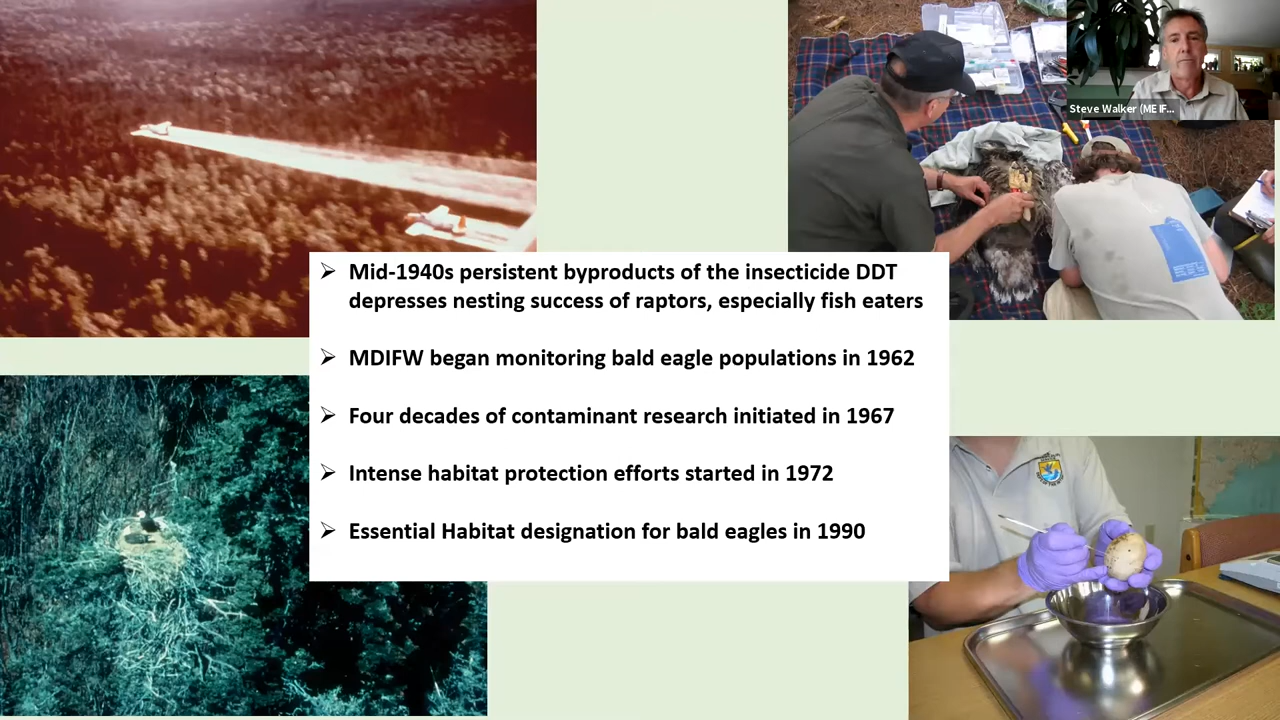 Steve Walker (ME IF...
➢ Mid-1940s persistent byproducts of the insecticide DDT
depresses nesting success of raptors, especially fish eaters
➢ MDIFW began monitoring bald eagle populations in 1962
➢ Four decades of contaminant research initiated in 1967
➢ Intense habitat protection efforts started in 1972
➢ Essential Habitat designation for bald eagles in 1990